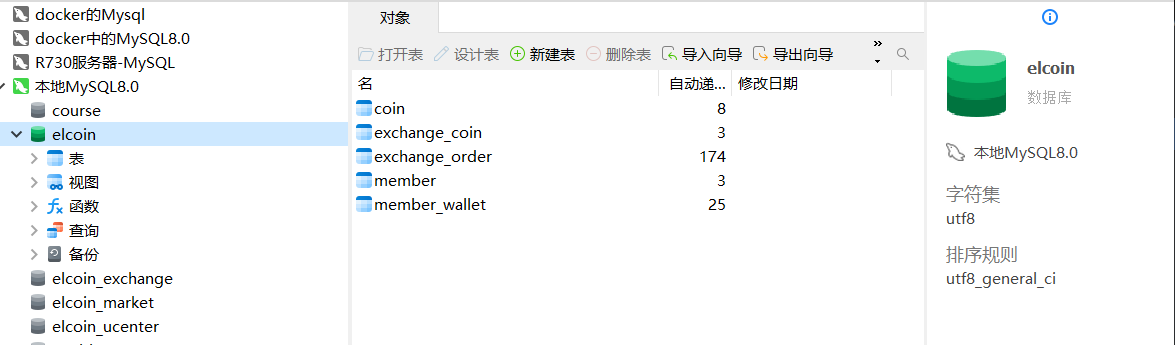 docker的Mysql
docker中的MySQL8.0
R730服务器-MySQL
本地MySQL8.0
course
elcoin
表
视图
函数
查询
备份
elcoin_exchange
elcoin_market
elcoin_ucenter
对象
打开表 设计表 新建表 删除表 导入向导 导出向导
名 自动递... 修改日期
coin 8
exchange_coin 3
exchange_order 174
member 3
member_wallet 25
elcoin
数据库
本地MySQL8.0
字符集
utf8
排序规则
utf8_general_ci